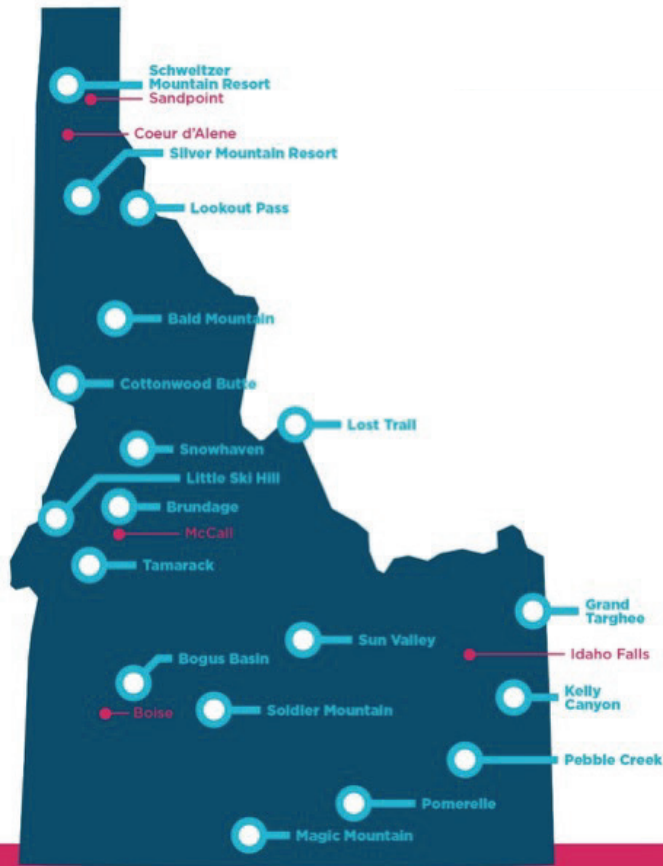 Schweitzer
Mountain Resort
Sandpoint
Coeur d'Alene
Silver Mountain Resort
Lookout Pass
Bald Mountain
Cottonwood Butte
Lost Trail
Snowhaven
Little Ski Hill
Brundage
McCall
Tamarack
Grand
Targhee
Sun Valley
Idaho Falls
Bogus Basin
Kelly
Canyon
Boise
Soldier Mountain
Pebble Creek
Pomerelle
Magic Mountain